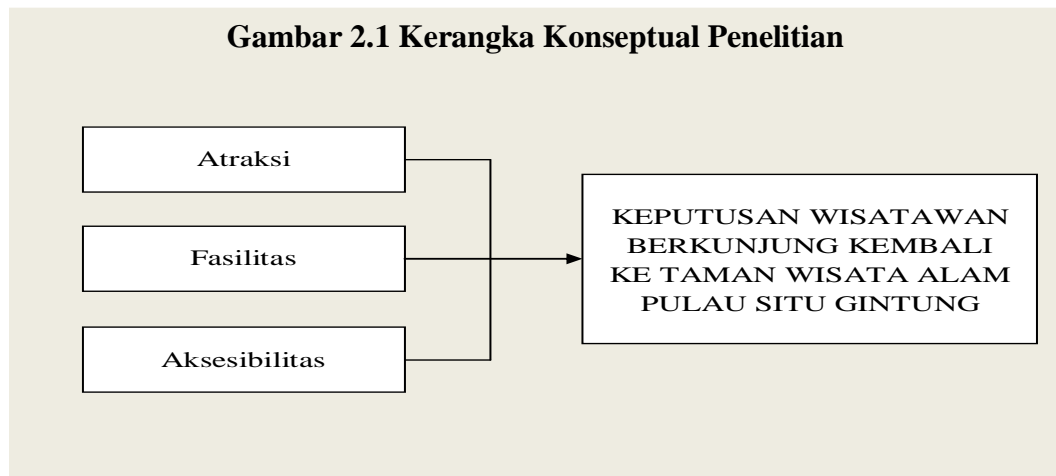 Gambar 2.1 Kerangka Konseptual Penelitian
Atraksi
Fasilitas
Aksesibilitas
KEPUTUSAN WISATAWAN
BERKUNJUNG KEMBALI
KE TAMAN WISATA ALAM
PULAU SITU GINTUNG